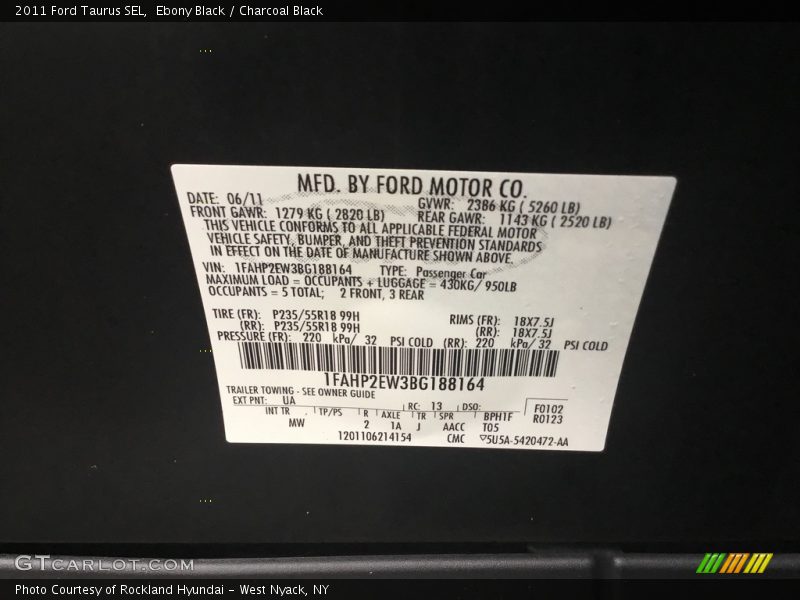 2011 Ford Taurus SEL,  Ebony Black / Charcoal Black
MFD. BY FORD MOTOR CO.
DATE: 06/11 GVWR: 2386 KG ( 5260 LB)
FRONT GAWR: 1279 KG ( 2820 LB) REAR GAWR: 1143 KG ( 2520 LB)
THIS VEHICLE CONFORMS TO ALL APPLICABLE FEDERAL MOTOR
VEHICLE SAFETY, BUMPER, AND THEFT PREVENTION STANDARDS
IN EFFECT ON THE DATE OF MANUFACTURE SHOWN ABOVE.
VIN: 1FAHP2EW3BG188164 TYPE: Passenger Car
MAXIMUM LOAD = OCCUPANTS + LUGGAGE = 430KG/ 950LB
OCCUPANTS = 5 TOTAL; 2 FRONT, 3 REAR
TIRE (FR): P235/55R18 99H RIMS (FR): 18X7.5J
(RR): P235/55R18 99H (RR): 18X7.5J
PRESSURE (FR): 220 kPa/ 32 PSI COLD (RR): 220 kPa/ 32 PSI COLD
1FAHP2EW3BG188164
TRAILER TOWING - SEE OWNER GUIDE
EXT PNT: UA RC: 13 DSO: F0102
INT TR TP/PS R AXLE TR SPR BPH1F R0123
MW 2 1A J AACC T05
1201106214154 CMC ▽5U5A-5420472-AA
GTCARLOT.COM
Photo Courtesy of Rockland Hyundai - West Nyack, NY